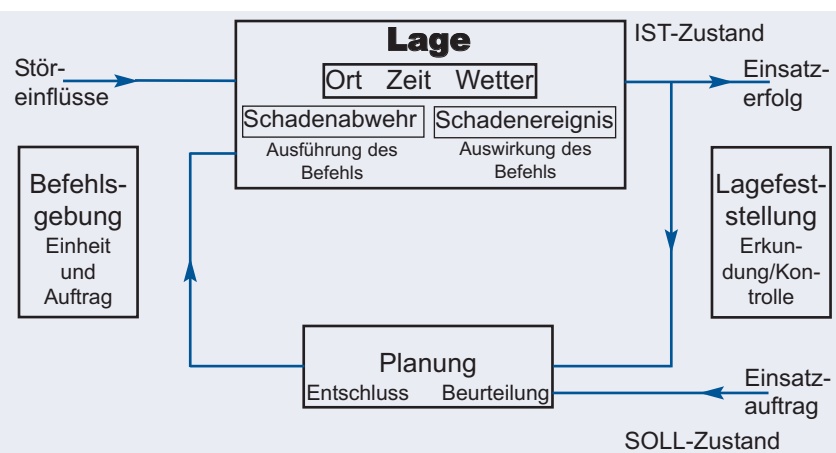 Lage
IST-Zustand
Stör-
einflüsse
Ort Zeit Wetter
Einsatz-
erfolg
Schadenabwehr
Schadenereignis
Ausführung des
Befehls
Auswirkung des
Befehls
Befehls-
gebung
Einheit
und
Auftrag
Lagefest-
stellung
Erkun-
dung/Kon-
trolle
Planung
Entschluss Beurteilung
Einsatz-
auftrag
SOLL-Zustand